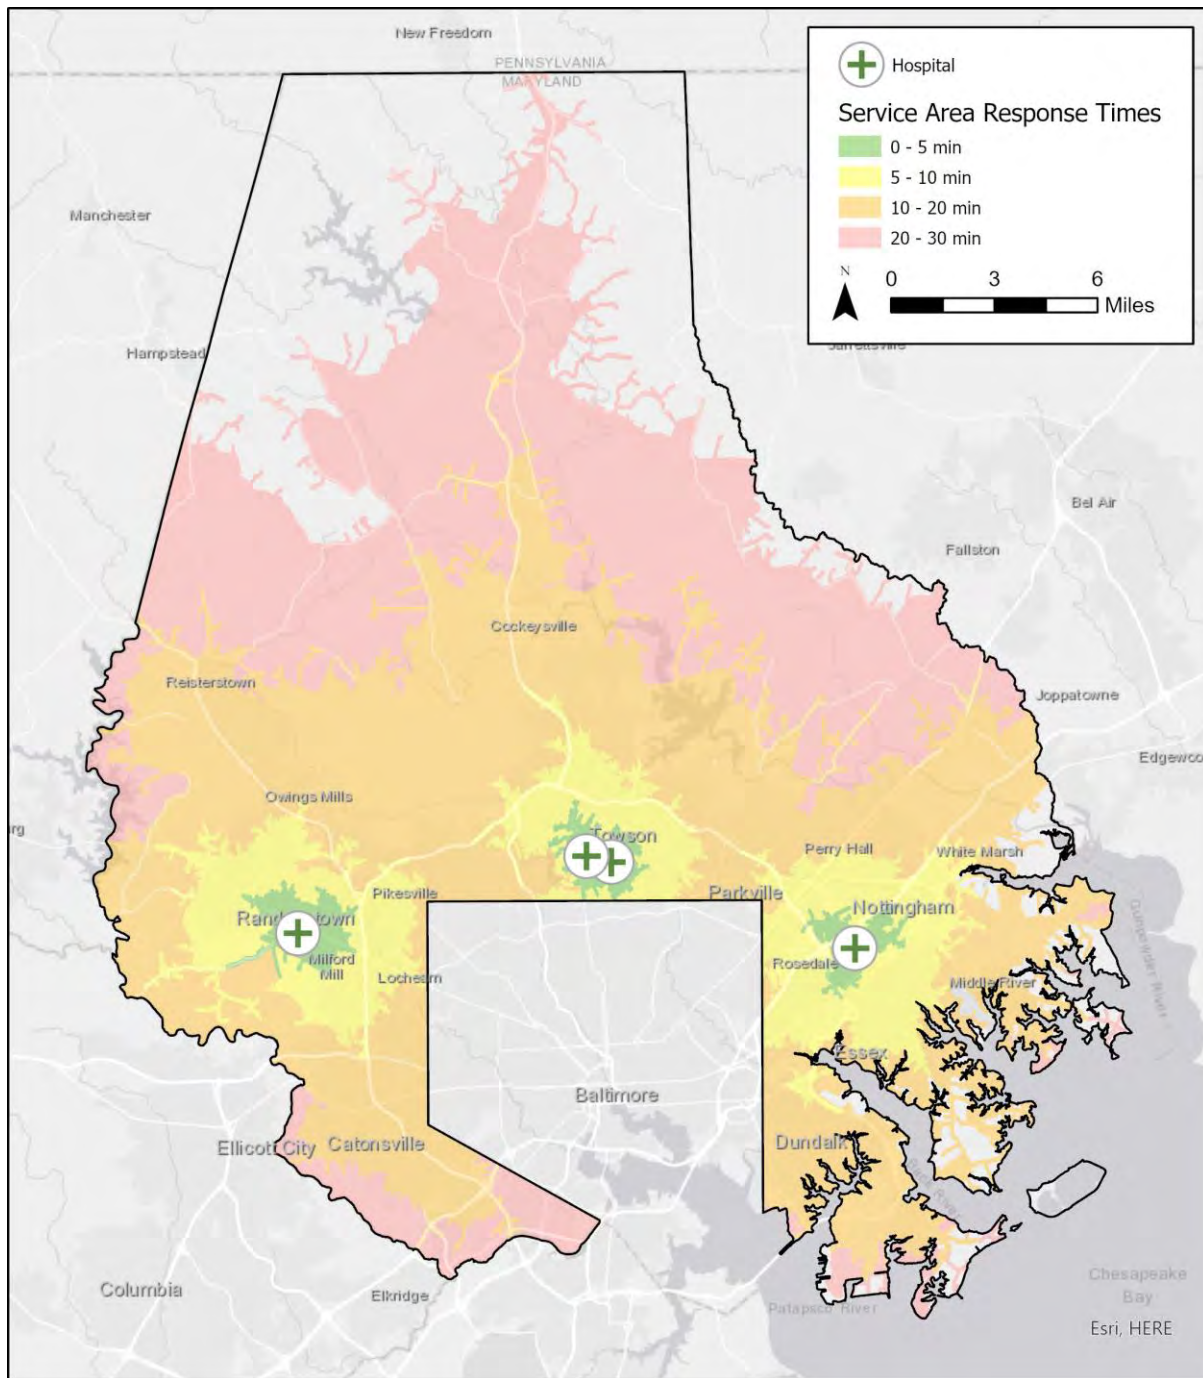 New Freedom
PENNSYLVANIA
MARYLAND
Hospital
Service Area Response Times
0 - 5 min
5 - 10 min
10 - 20 min
20 - 30 min
N
0 3 6
Miles
Manchester
Hampstead
Bel Air
Fallston
Cockeysville
Reisterstown
Joppatowne
Owings Mills
Towson
Perry Hall
White Marsh
Pikesville
Parkville
Nottingham
Milford
Mill
Lochearn
Rosedale
Middle River
Gunpowder River
Essex
Baltimore
Dundalk
Ellicott City
Catonsville
Columbia
Elkridge
Patapsco River
Chesapeake
Bay
Esri, HERE